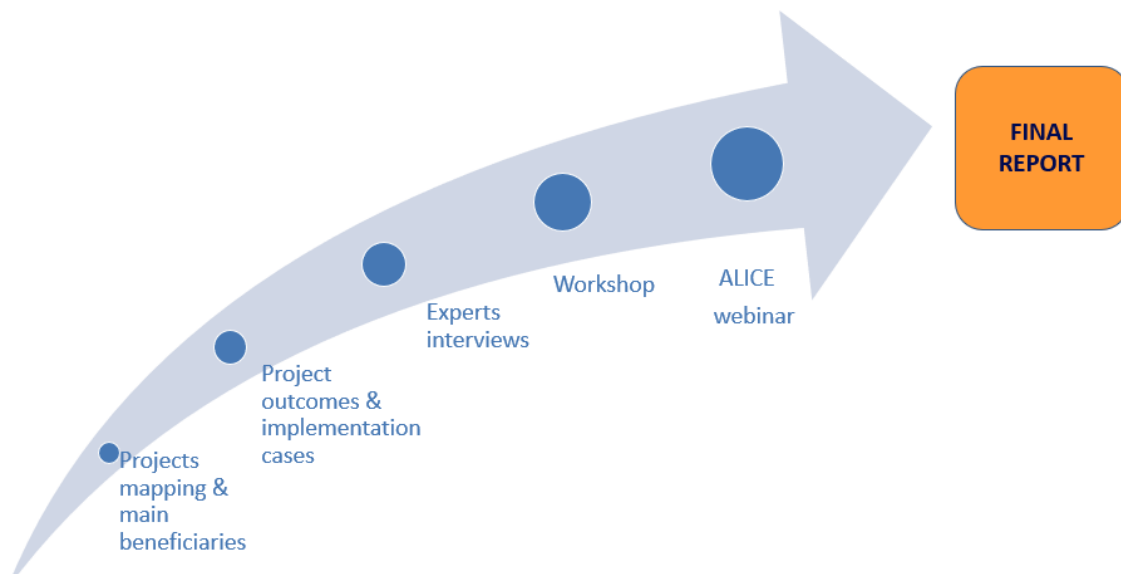 Projects
mapping &
main
beneficiaries
Project
outcomes &
implementation
cases
Experts
interviews
Workshop
ALICE
webinar
FINAL
REPORT